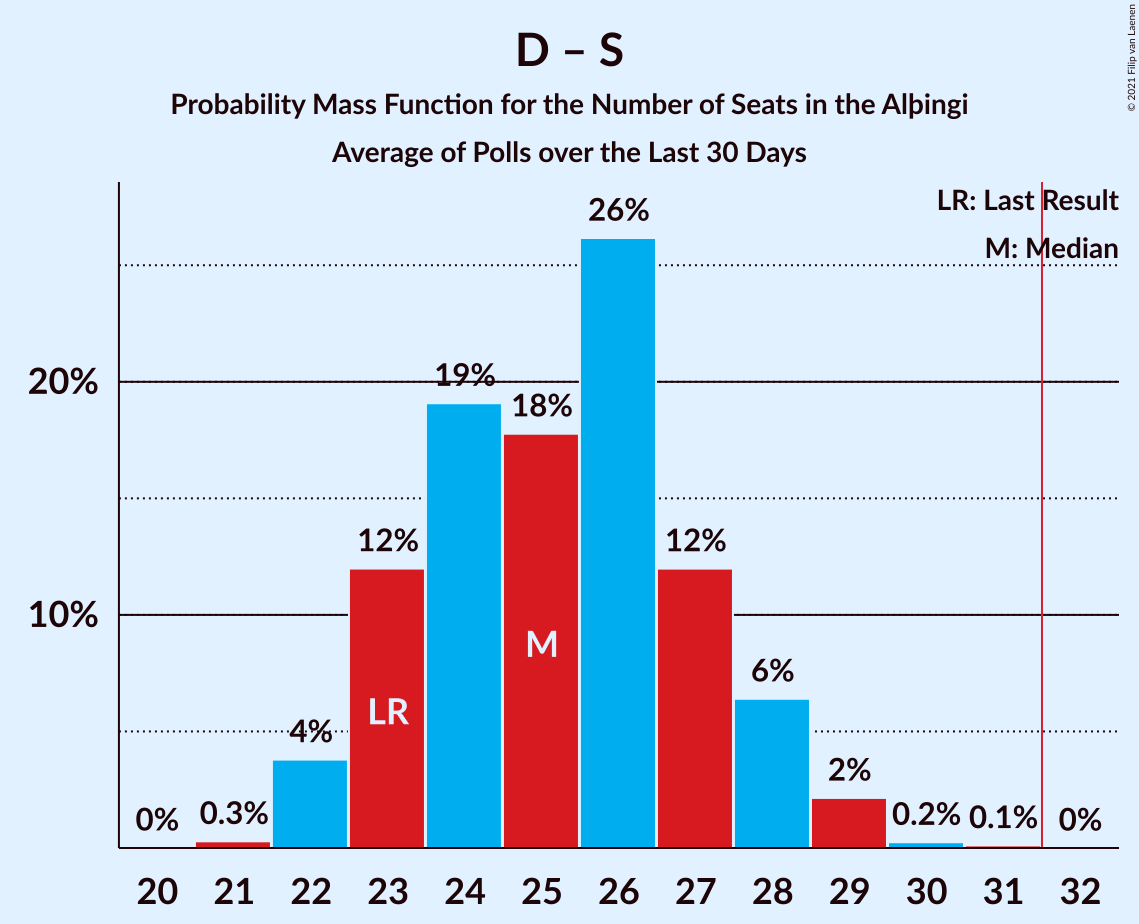 D – S
Probability Mass Function for the Number of Seats in the Alþingi
Average of Polls over the Last 30 Days
© 2021 Filip van Laenen
LR: Last Result
M: Median
20%
10%
0%
0.3%
4%
12%
19%
18%
26%
12%
6%
2%
0.2%
0.1%
0%
LR
M
20 21 22 23 24 25 26 27 28 29 30 31 32